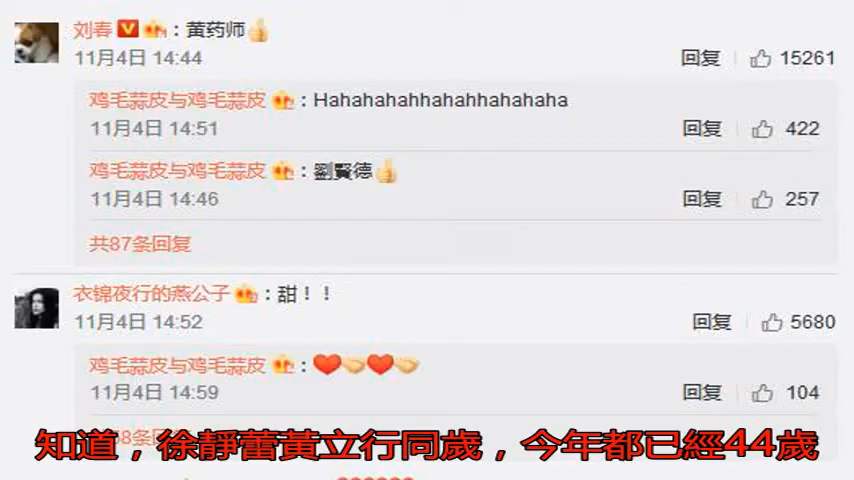 刘春：黄药师👍
11月4日 14:44 回复 15261
鸡毛蒜皮与鸡毛蒜皮：Hahahahahhahahhahahaha
11月4日 14:51 回复 422
鸡毛蒜皮与鸡毛蒜皮：劉賢德👍
11月4日 14:46 回复 257
共87条回复
衣锦夜行的燕公子：甜！！
11月4日 14:52 回复 5680
鸡毛蒜皮与鸡毛蒜皮：❤🤝❤🤝
11月4日 14:59 回复 104
知道，徐靜蕾黃立行同歲，今年都已經44歲